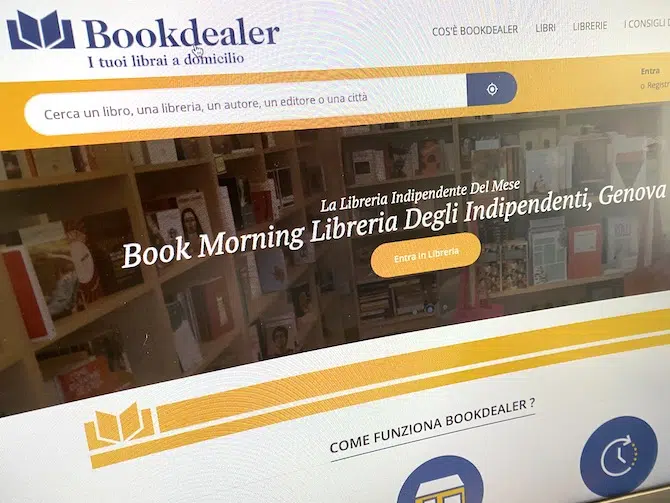 Bookdealer
I tuoi librai a domicilio
COS'È BOOKDEALER LIBRI LIBRERIE I CONSIGLI D
Cerca un libro, una libreria, un autore, un editore o una città
Entra
o Registr
La Libreria Indipendente Del Mese
Book Morning Libreria Degli Indipendenti, Genova
Entra in Libreria
COME FUNZIONA BOOKDEALER ?